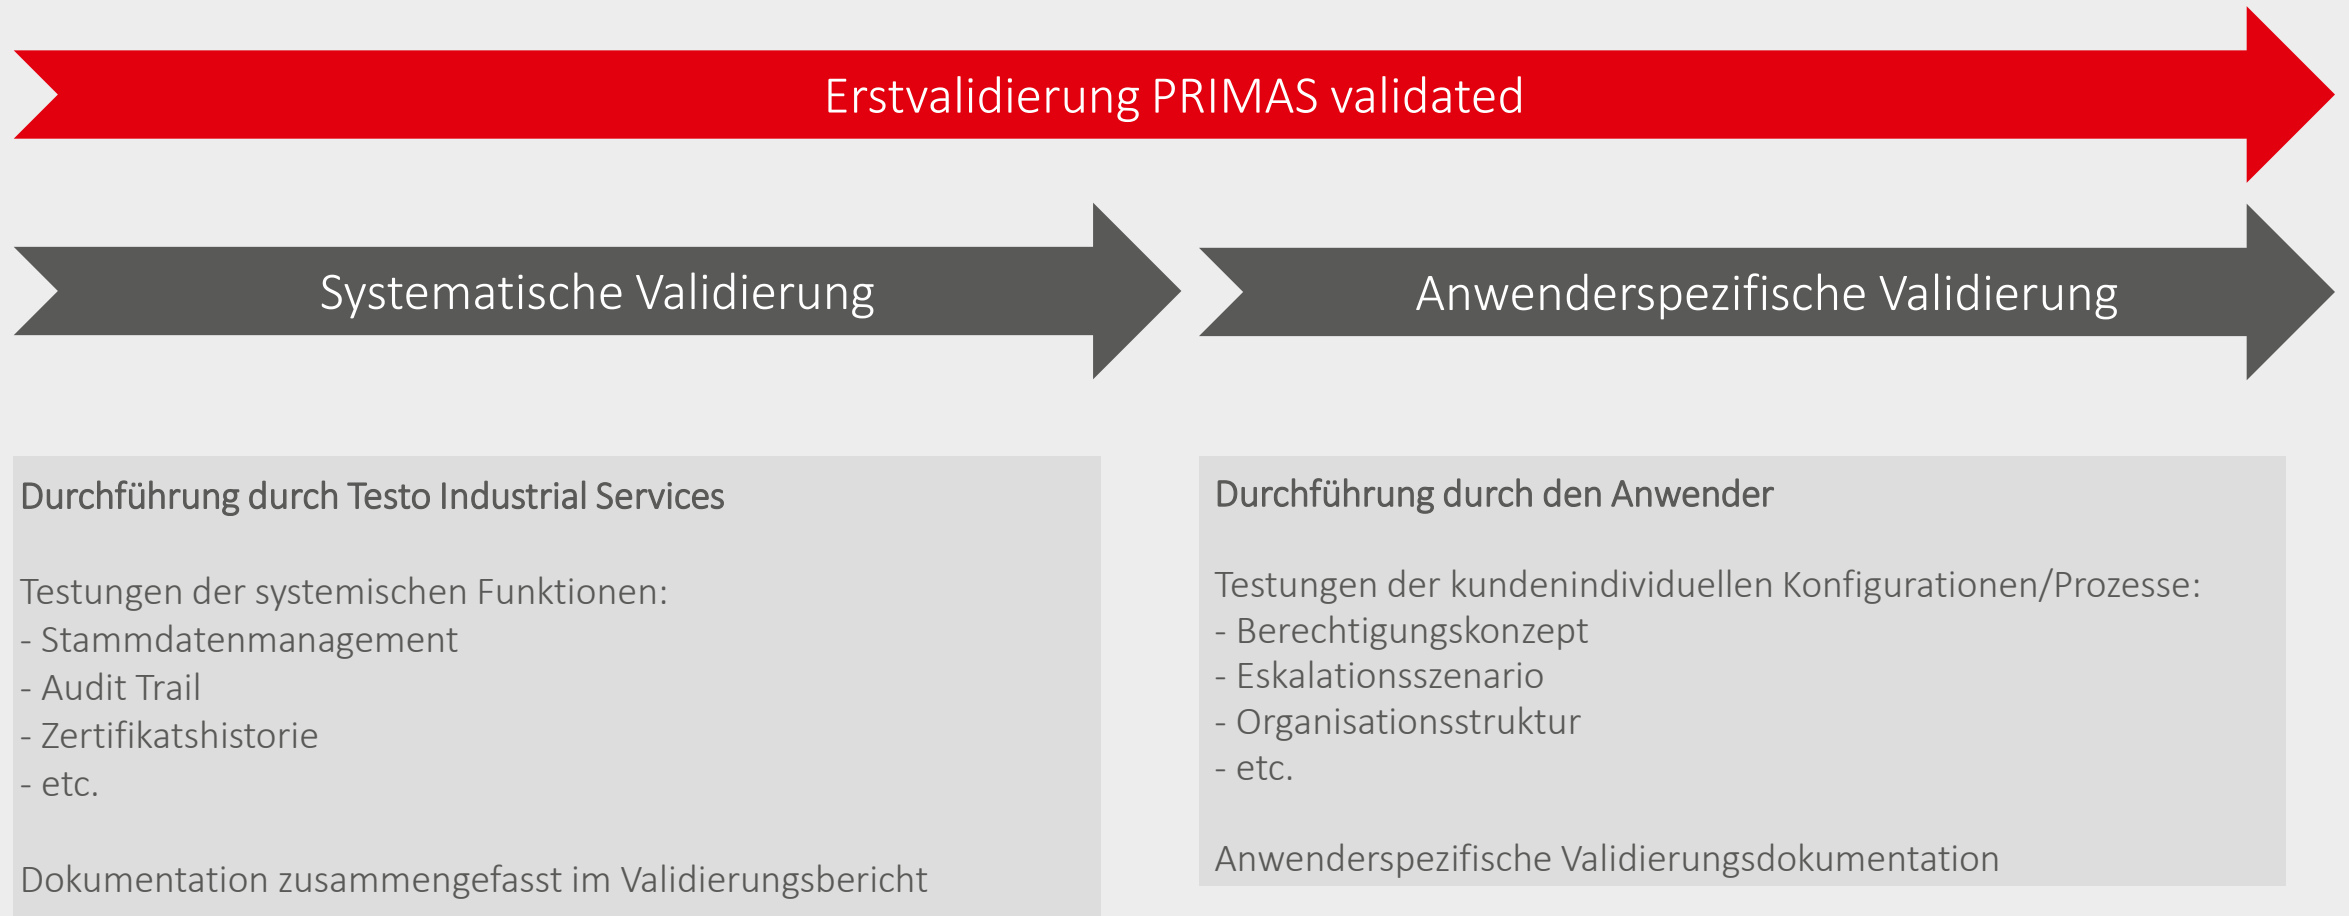 Erstvalidierung PRIMAS validated
Systematische Validierung
Anwenderspezifische Validierung
Durchführung durch Testo Industrial Services
Testungen der systemischen Funktionen:
- Stammdatenmanagement
- Audit Trail
- Zertifikatshistorie
- etc.
Dokumentation zusammengefasst im Validierungsbericht
Durchführung durch den Anwender
Testungen der kundenindividuellen Konfigurationen/Prozesse:
- Berechtigungskonzept
- Eskalationsszenario
- Organisationsstruktur
- etc.
Anwenderspezifische Validierungsdokumentation